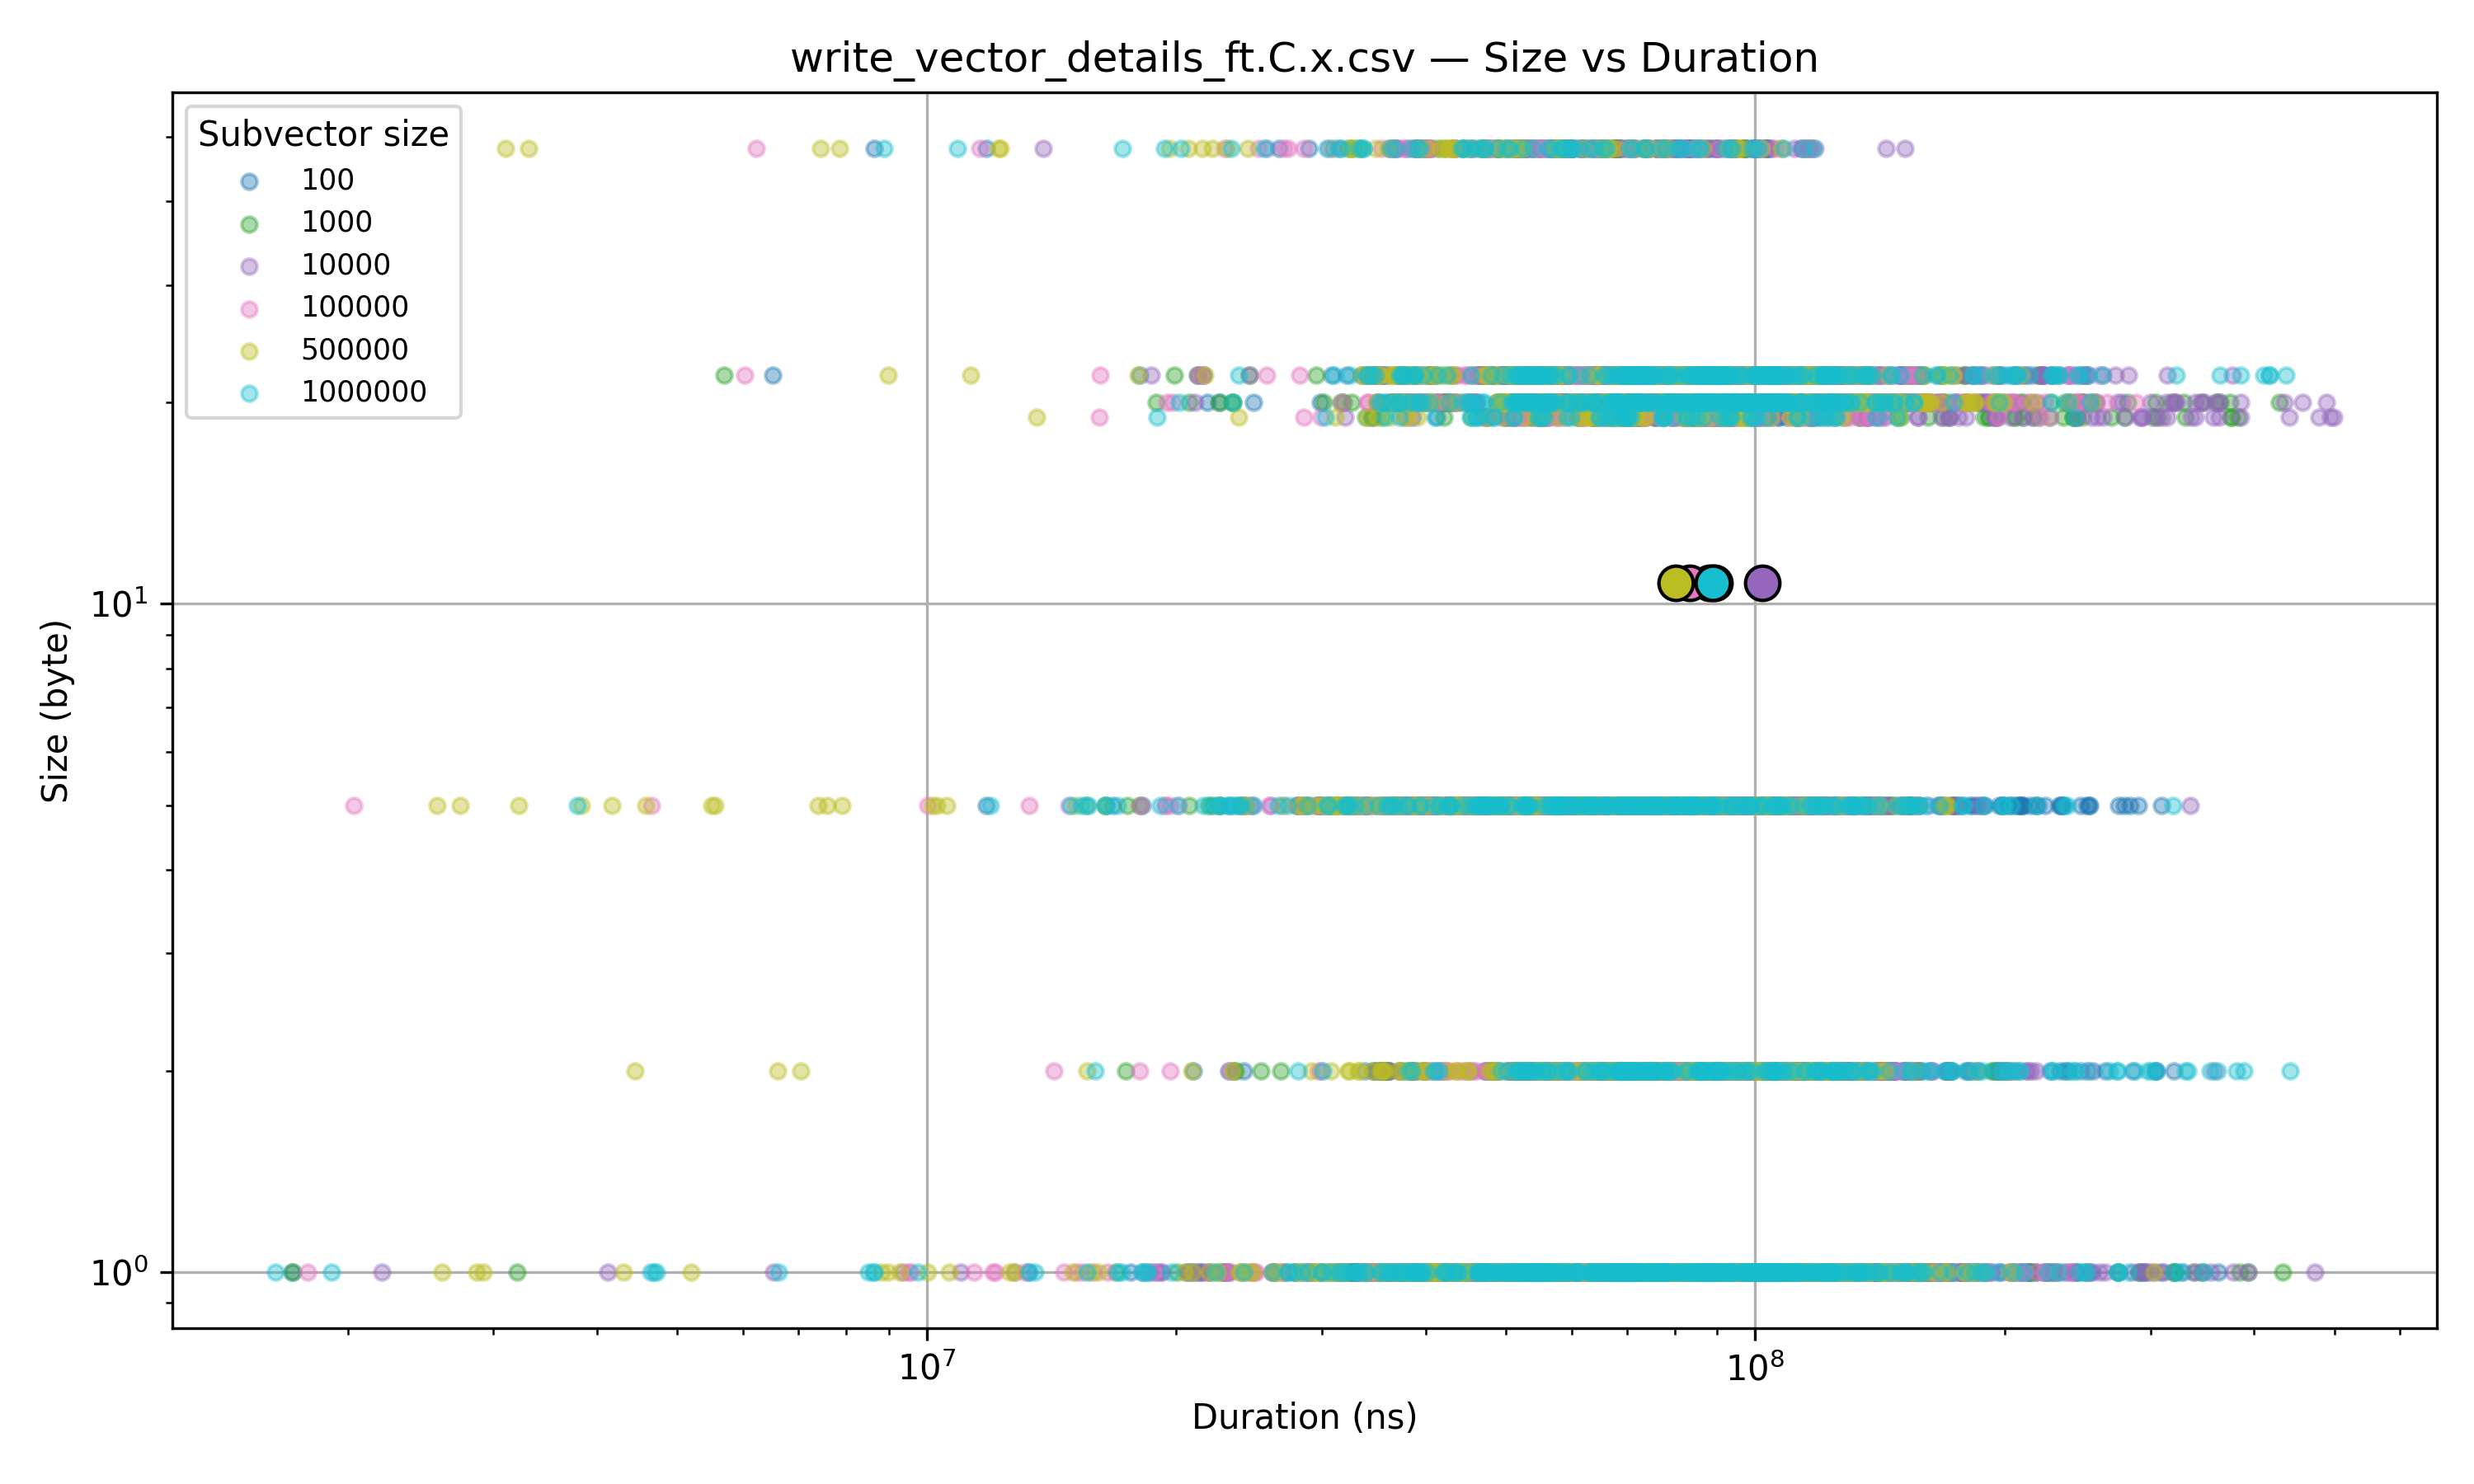 write_vector_details_ft.C.x.csv — Size vs Duration
Subvector size
100
1000
10000
100000
500000
1000000
Size (byte)
10¹
10⁰
10⁷
10⁸
Duration (ns)